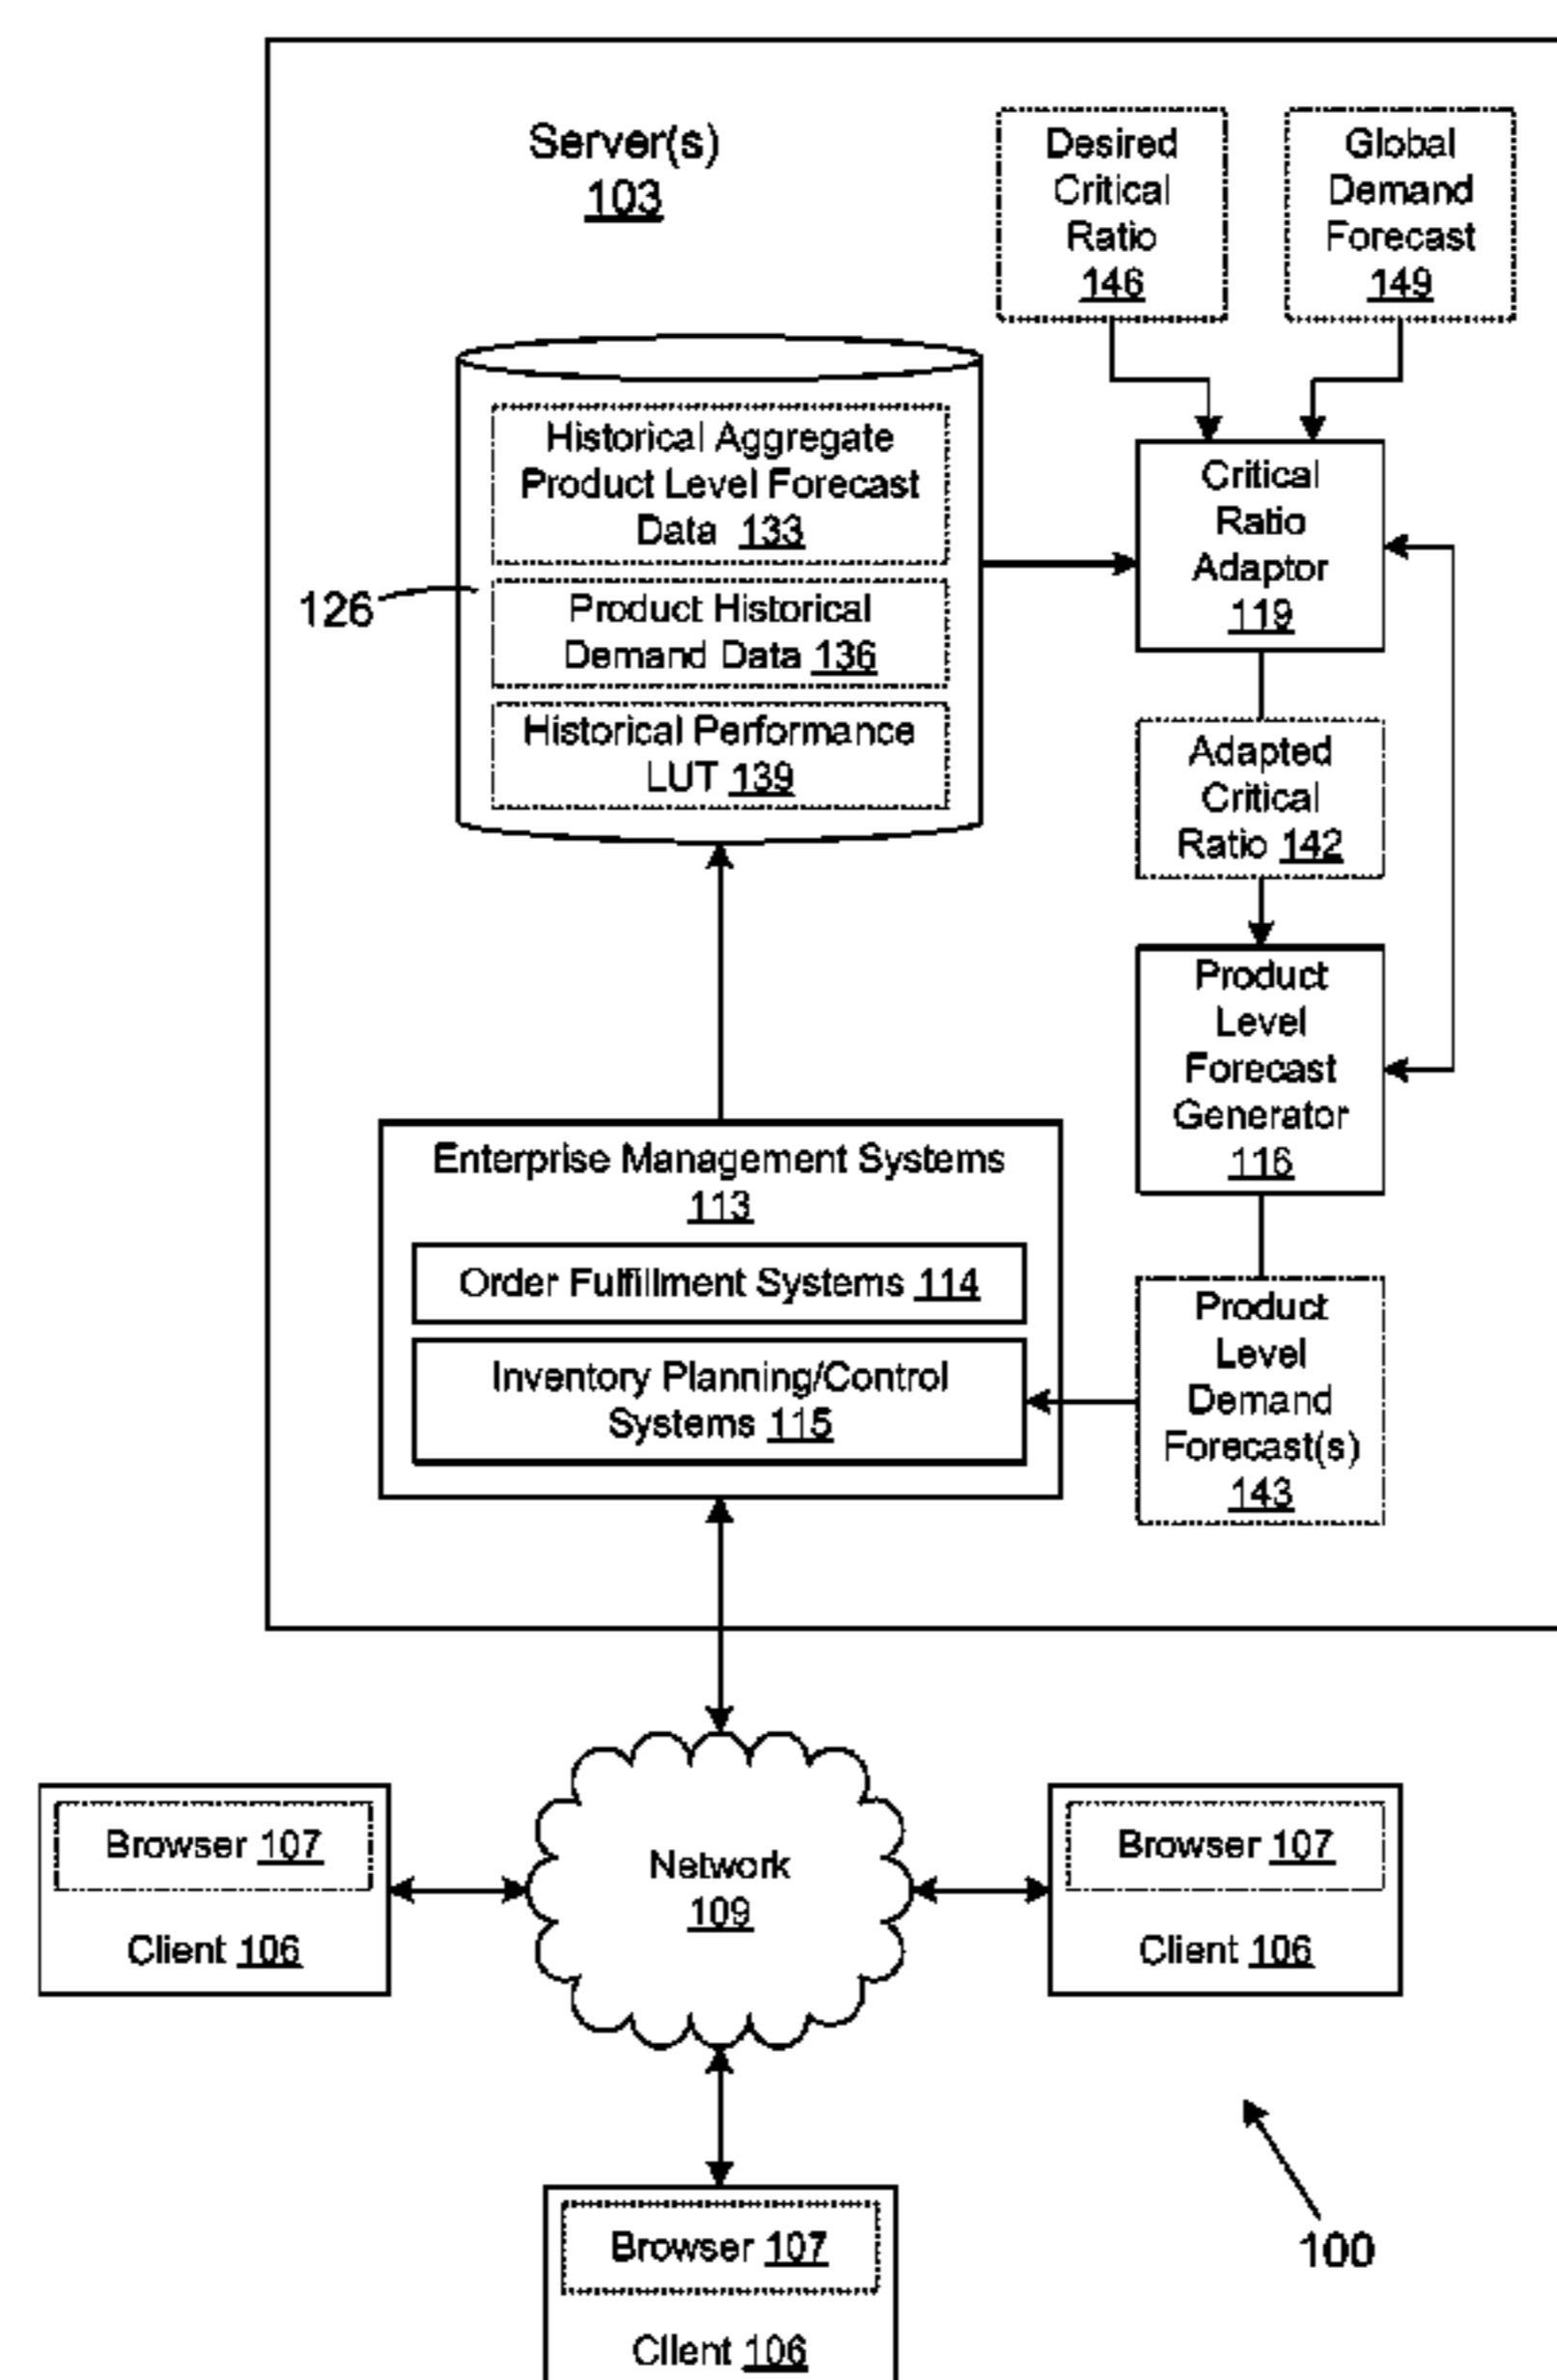 Server(s)
103
Desired
Critical
Ratio
146
Global
Demand
Forecast
149
Historical Aggregate
Product Level Forecast
Data 133
Product Historical
Demand Data 136
Historical Performance
LUT 139
126
Critical
Ratio
Adaptor
119
Adapted
Critical
Ratio 142
Product
Level
Forecast
Generator
116
Enterprise Management Systems
113
Order Fulfillment Systems 114
Inventory Planning/Control
Systems 115
Product
Level
Demand
Forecast(s)
143
Browser 107
Client 106
Network
109
Browser 107
Client 106
Browser 107
Client 106
100